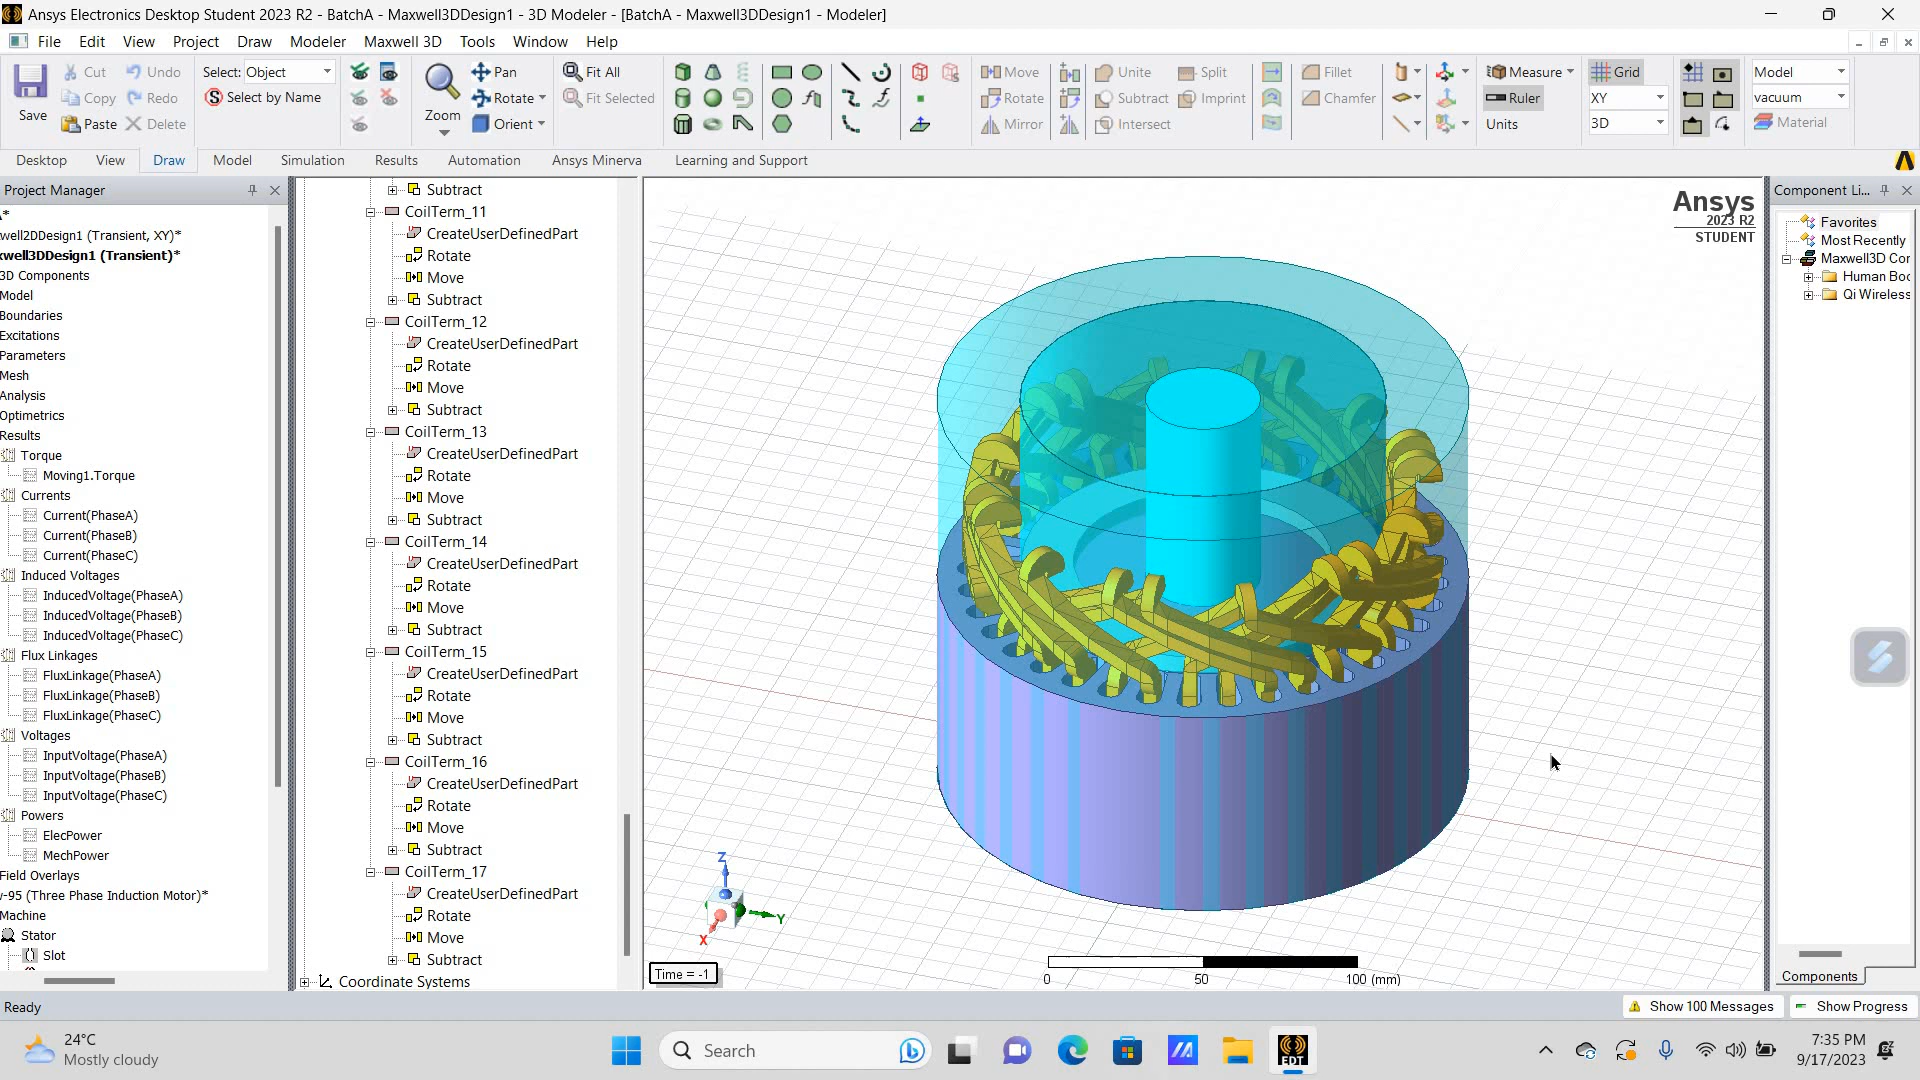 Ansys Electronics Desktop Student 2023 R2 - BatchA - Maxwell3DDesign1 - 3D Modeler - [BatchA - Maxwell3DDesign1 - Modeler]
File Edit View Project Draw Modeler Maxwell 3D Tools Window Help
Save
Cut Undo
Copy Redo
Paste Delete
Select: Object
Select by Name
Zoom
Pan
Rotate
Orient
Fit All
Fit Selected
Move
Rotate
Mirror
Unite Split
Subtract Imprint
Intersect
Fillet
Chamfer
Measure
Ruler
Units
Grid
XY
3D
Model
vacuum
Material
Desktop View Draw Model Simulation Results Automation Ansys Minerva Learning and Support
Project Manager
*
well2DDesign1 (Transient, XY)*
xwell3DDesign1 (Transient)*
3D Components
Model
Boundaries
Excitations
Parameters
Mesh
Analysis
Optimetrics
Results
Torque
Moving1.Torque
Currents
Current(PhaseA)
Current(PhaseB)
Current(PhaseC)
Induced Voltages
InducedVoltage(PhaseA)
InducedVoltage(PhaseB)
InducedVoltage(PhaseC)
Flux Linkages
FluxLinkage(PhaseA)
FluxLinkage(PhaseB)
FluxLinkage(PhaseC)
Voltages
InputVoltage(PhaseA)
InputVoltage(PhaseB)
InputVoltage(PhaseC)
Powers
ElecPower
MechPower
Field Overlays
-95 (Three Phase Induction Motor)*
Machine
Stator
Slot
Subtract
CoilTerm_11
CreateUserDefinedPart
Rotate
Move
Subtract
CoilTerm_12
CreateUserDefinedPart
Rotate
Move
Subtract
CoilTerm_13
CreateUserDefinedPart
Rotate
Move
Subtract
CoilTerm_14
CreateUserDefinedPart
Rotate
Move
Subtract
CoilTerm_15
CreateUserDefinedPart
Rotate
Move
Subtract
CoilTerm_16
CreateUserDefinedPart
Rotate
Move
Subtract
CoilTerm_17
CreateUserDefinedPart
Rotate
Move
Subtract
Coordinate Systems
Ansys
2023 R2
STUDENT
Z
Y
X
Time = -1
0 50 100 (mm)
Component Li...
Favorites
Most Recently
Maxwell3D Cor
Human Boc
Qi Wireless
Components
Ready
Show 100 Messages Show Progress
24°C
Mostly cloudy
Search
EDT
7:35 PM
9/17/2023